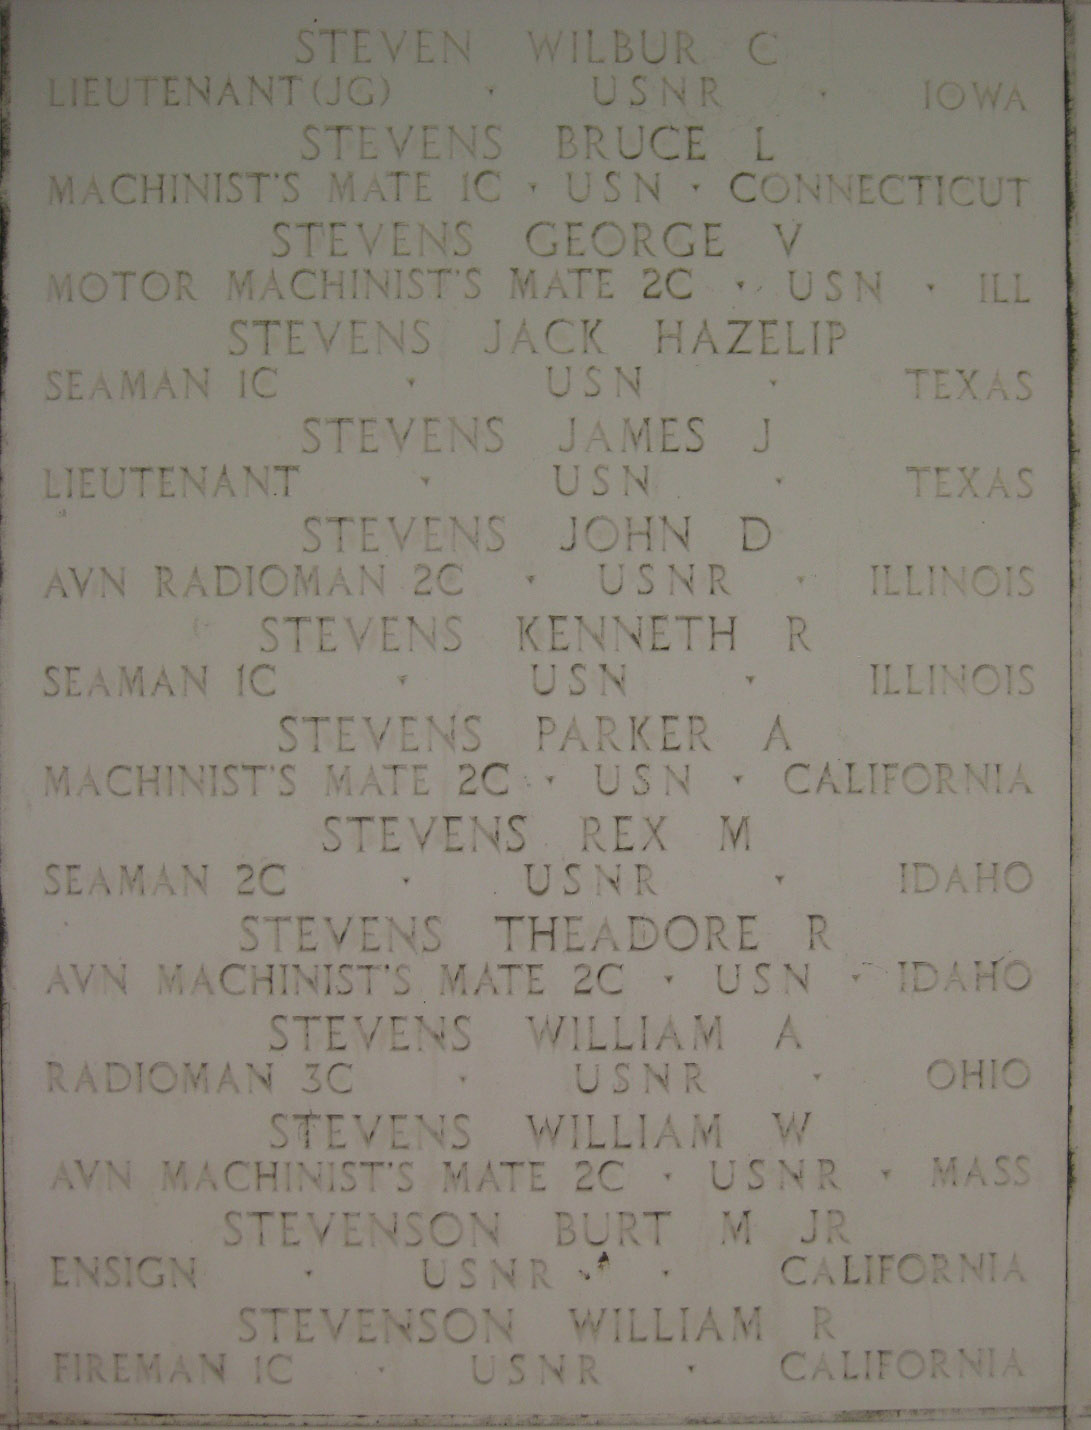 STEVEN WILBUR C
LIEUTENANT(JG) · USNR · IOWA
STEVENS BRUCE L
MACHINIST'S MATE 1C · USN · CONNECTICUT
STEVENS GEORGE V
MOTOR MACHINIST'S MATE 2C · USN · ILL
STEVENS JACK HAZELIP
SEAMAN 1C · USN · TEXAS
STEVENS JAMES J
LIEUTENANT · USN · TEXAS
STEVENS JOHN D
AVN RADIOMAN 2C · USNR · ILLINOIS
STEVENS KENNETH R
SEAMAN 1C · USN · ILLINOIS
STEVENS PARKER A
MACHINIST'S MATE 2C · USN · CALIFORNIA
STEVENS REX M
SEAMAN 2C · USNR · IDAHO
STEVENS THEADORE R
AVN MACHINIST'S MATE 2C · USN · IDAHO
STEVENS WILLIAM A
RADIOMAN 3C · USNR · OHIO
STEVENS WILLIAM W
AVN MACHINIST'S MATE 2C · USNR · MASS
STEVENSON BURT M JR
ENSIGN · USNR · CALIFORNIA
STEVENSON WILLIAM R
FIREMAN 1C · USNR · CALIFORNIA